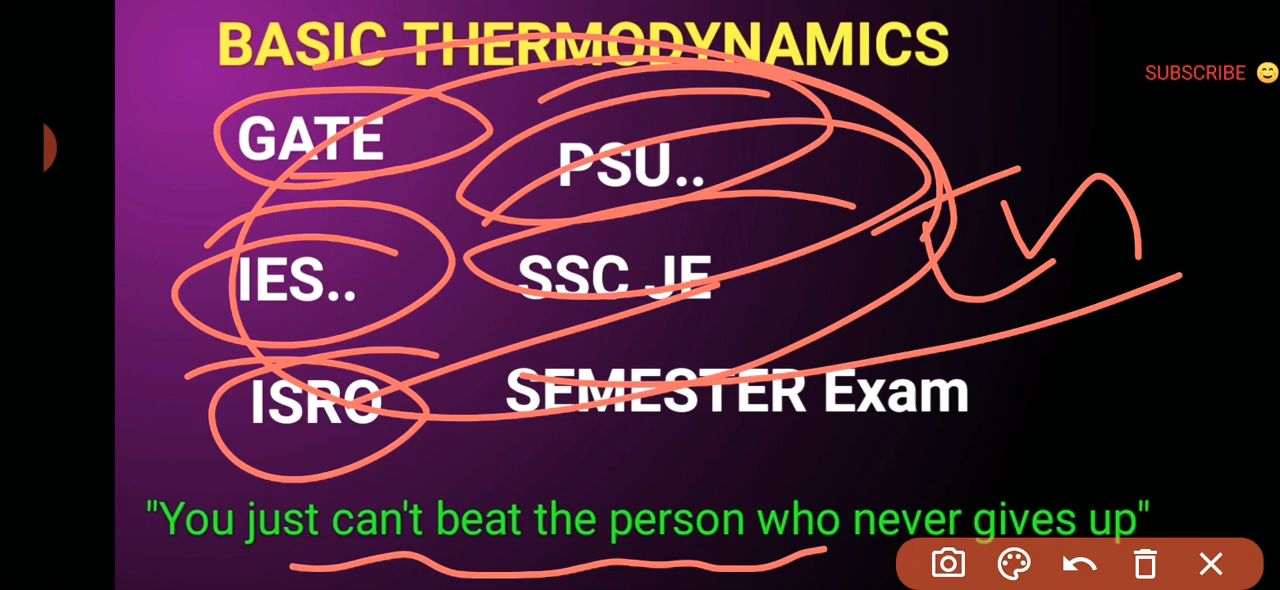 BASIC THERMODYNAMICS
SUBSCRIBE 😊
GATE
PSU..
IES..
SSC JE
ISRO
SEMESTER Exam
"You just can't beat the person who never gives up"